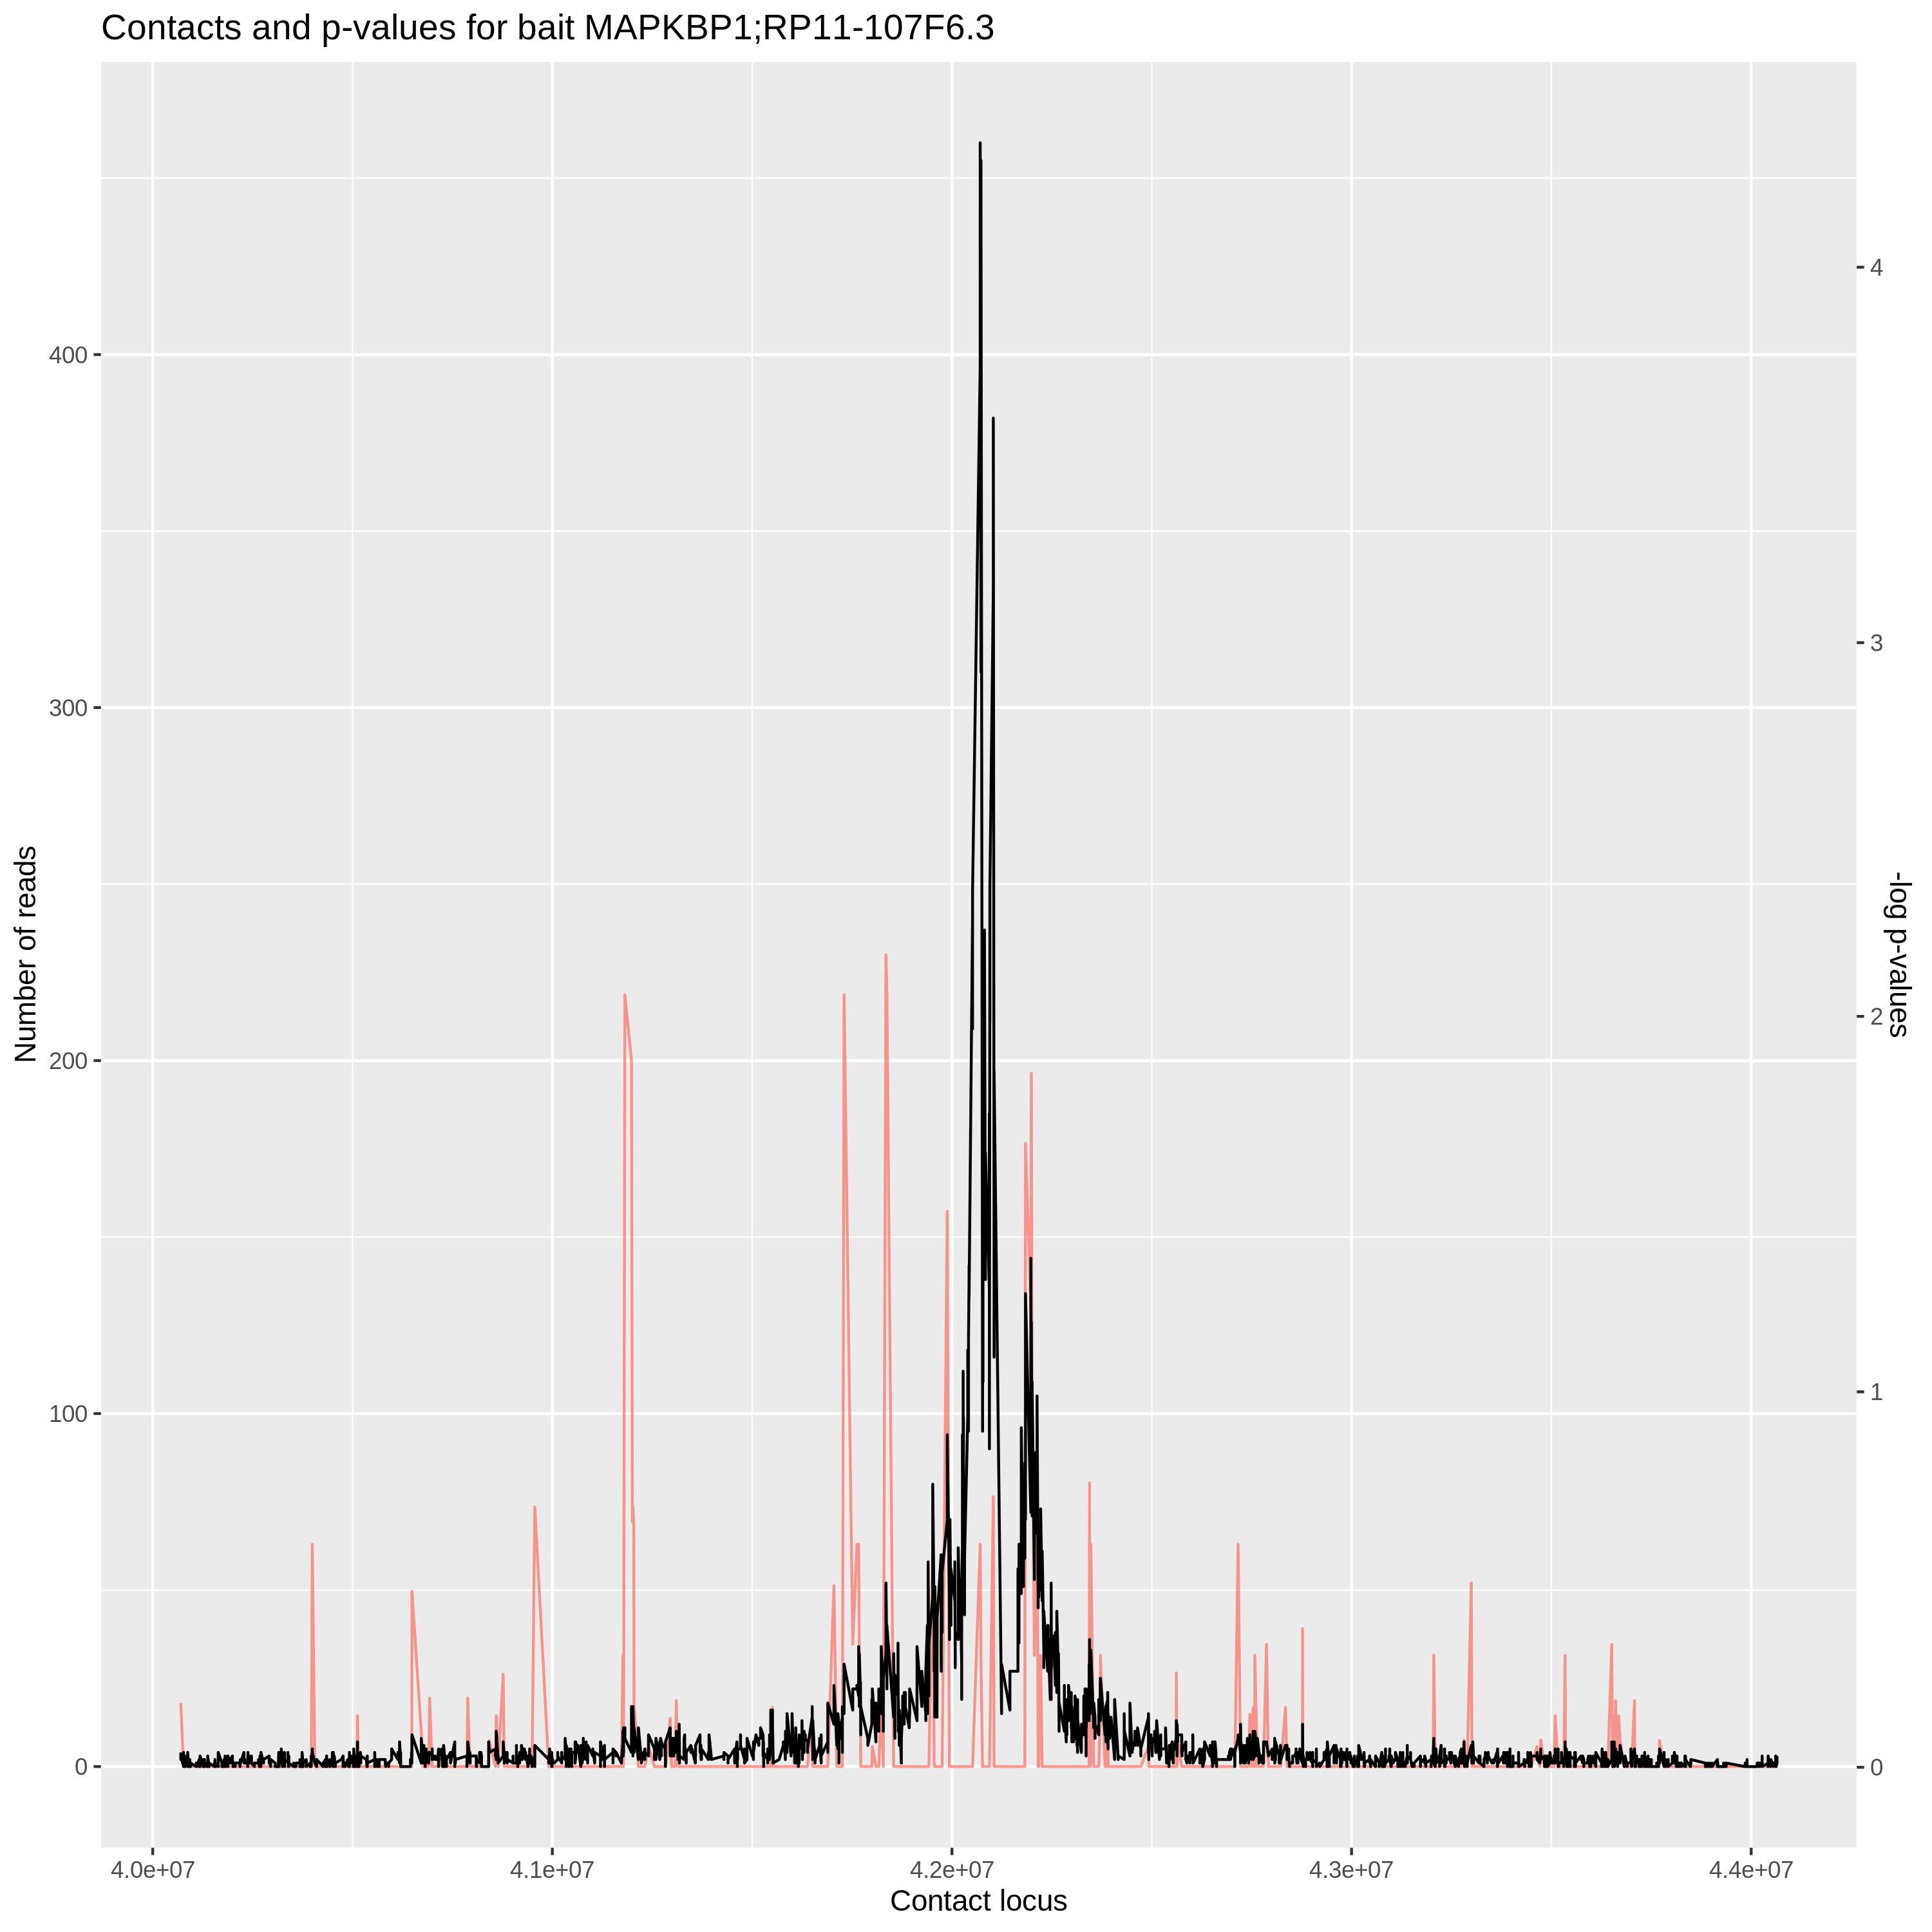 Contacts and p-values for bait MAPKBP1;RP11-107F6.3
Number of reads
400
300
200
100
0
4
3
2
1
0
-log p-values
4.0e+07 4.1e+07 4.2e+07 4.3e+07 4.4e+07
Contact locus